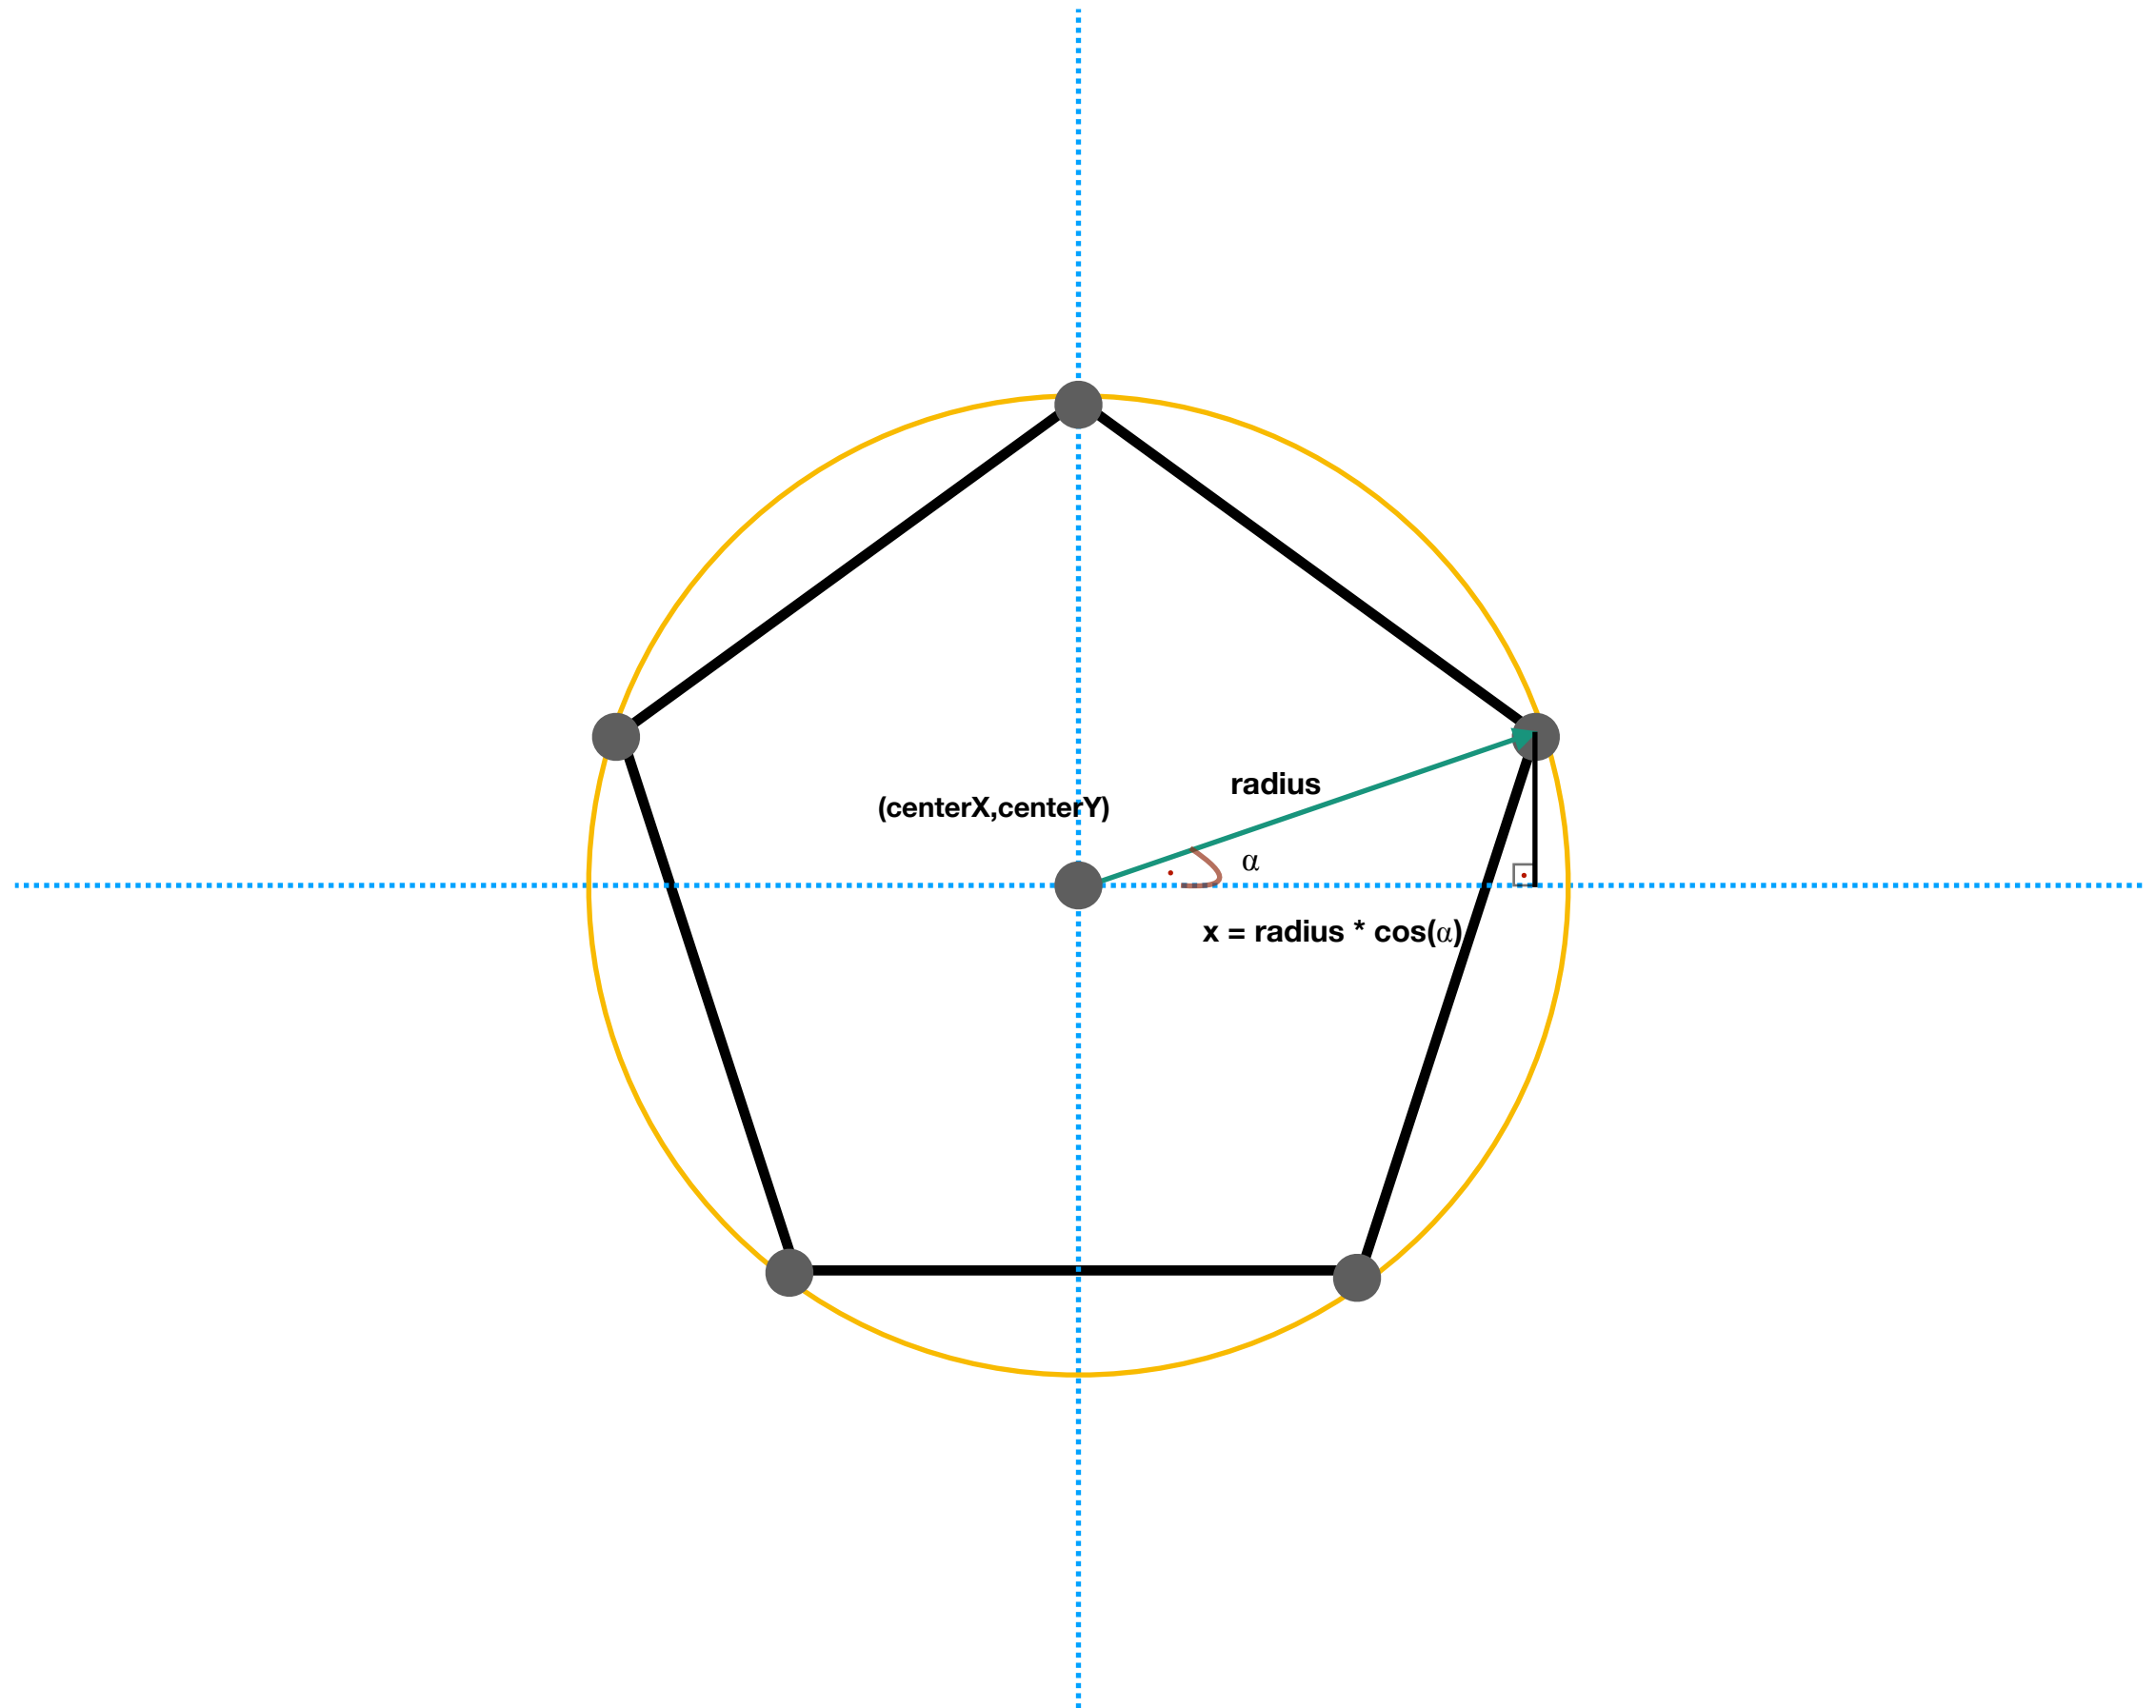 radius
(centerX,centerY)
α
x = radius * cos(α)